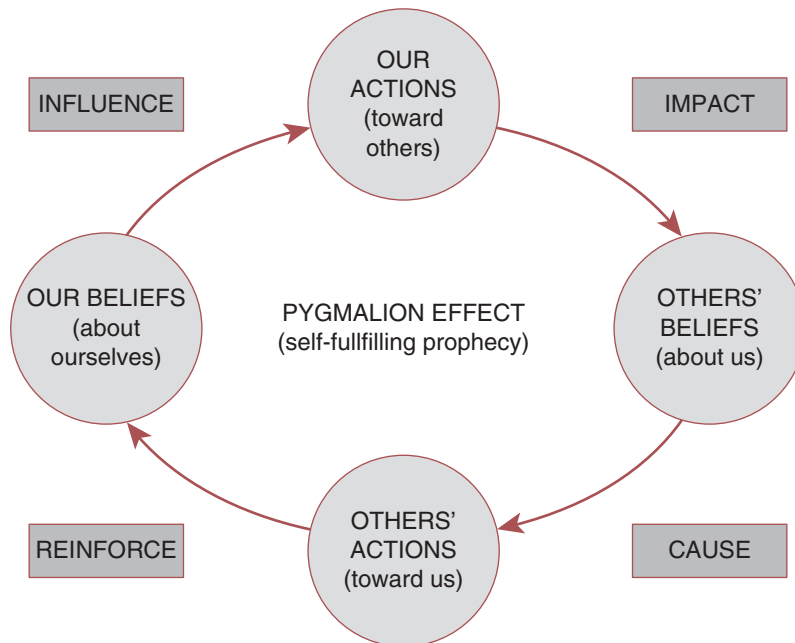 OUR
ACTIONS
(toward
others)
INFLUENCE
IMPACT
OUR BELIEFS
(about
ourselves)
PYGMALION EFFECT
(self-fullfilling prophecy)
OTHERS’
BELIEFS
(about us)
OTHERS’
ACTIONS
(toward us)
REINFORCE
CAUSE